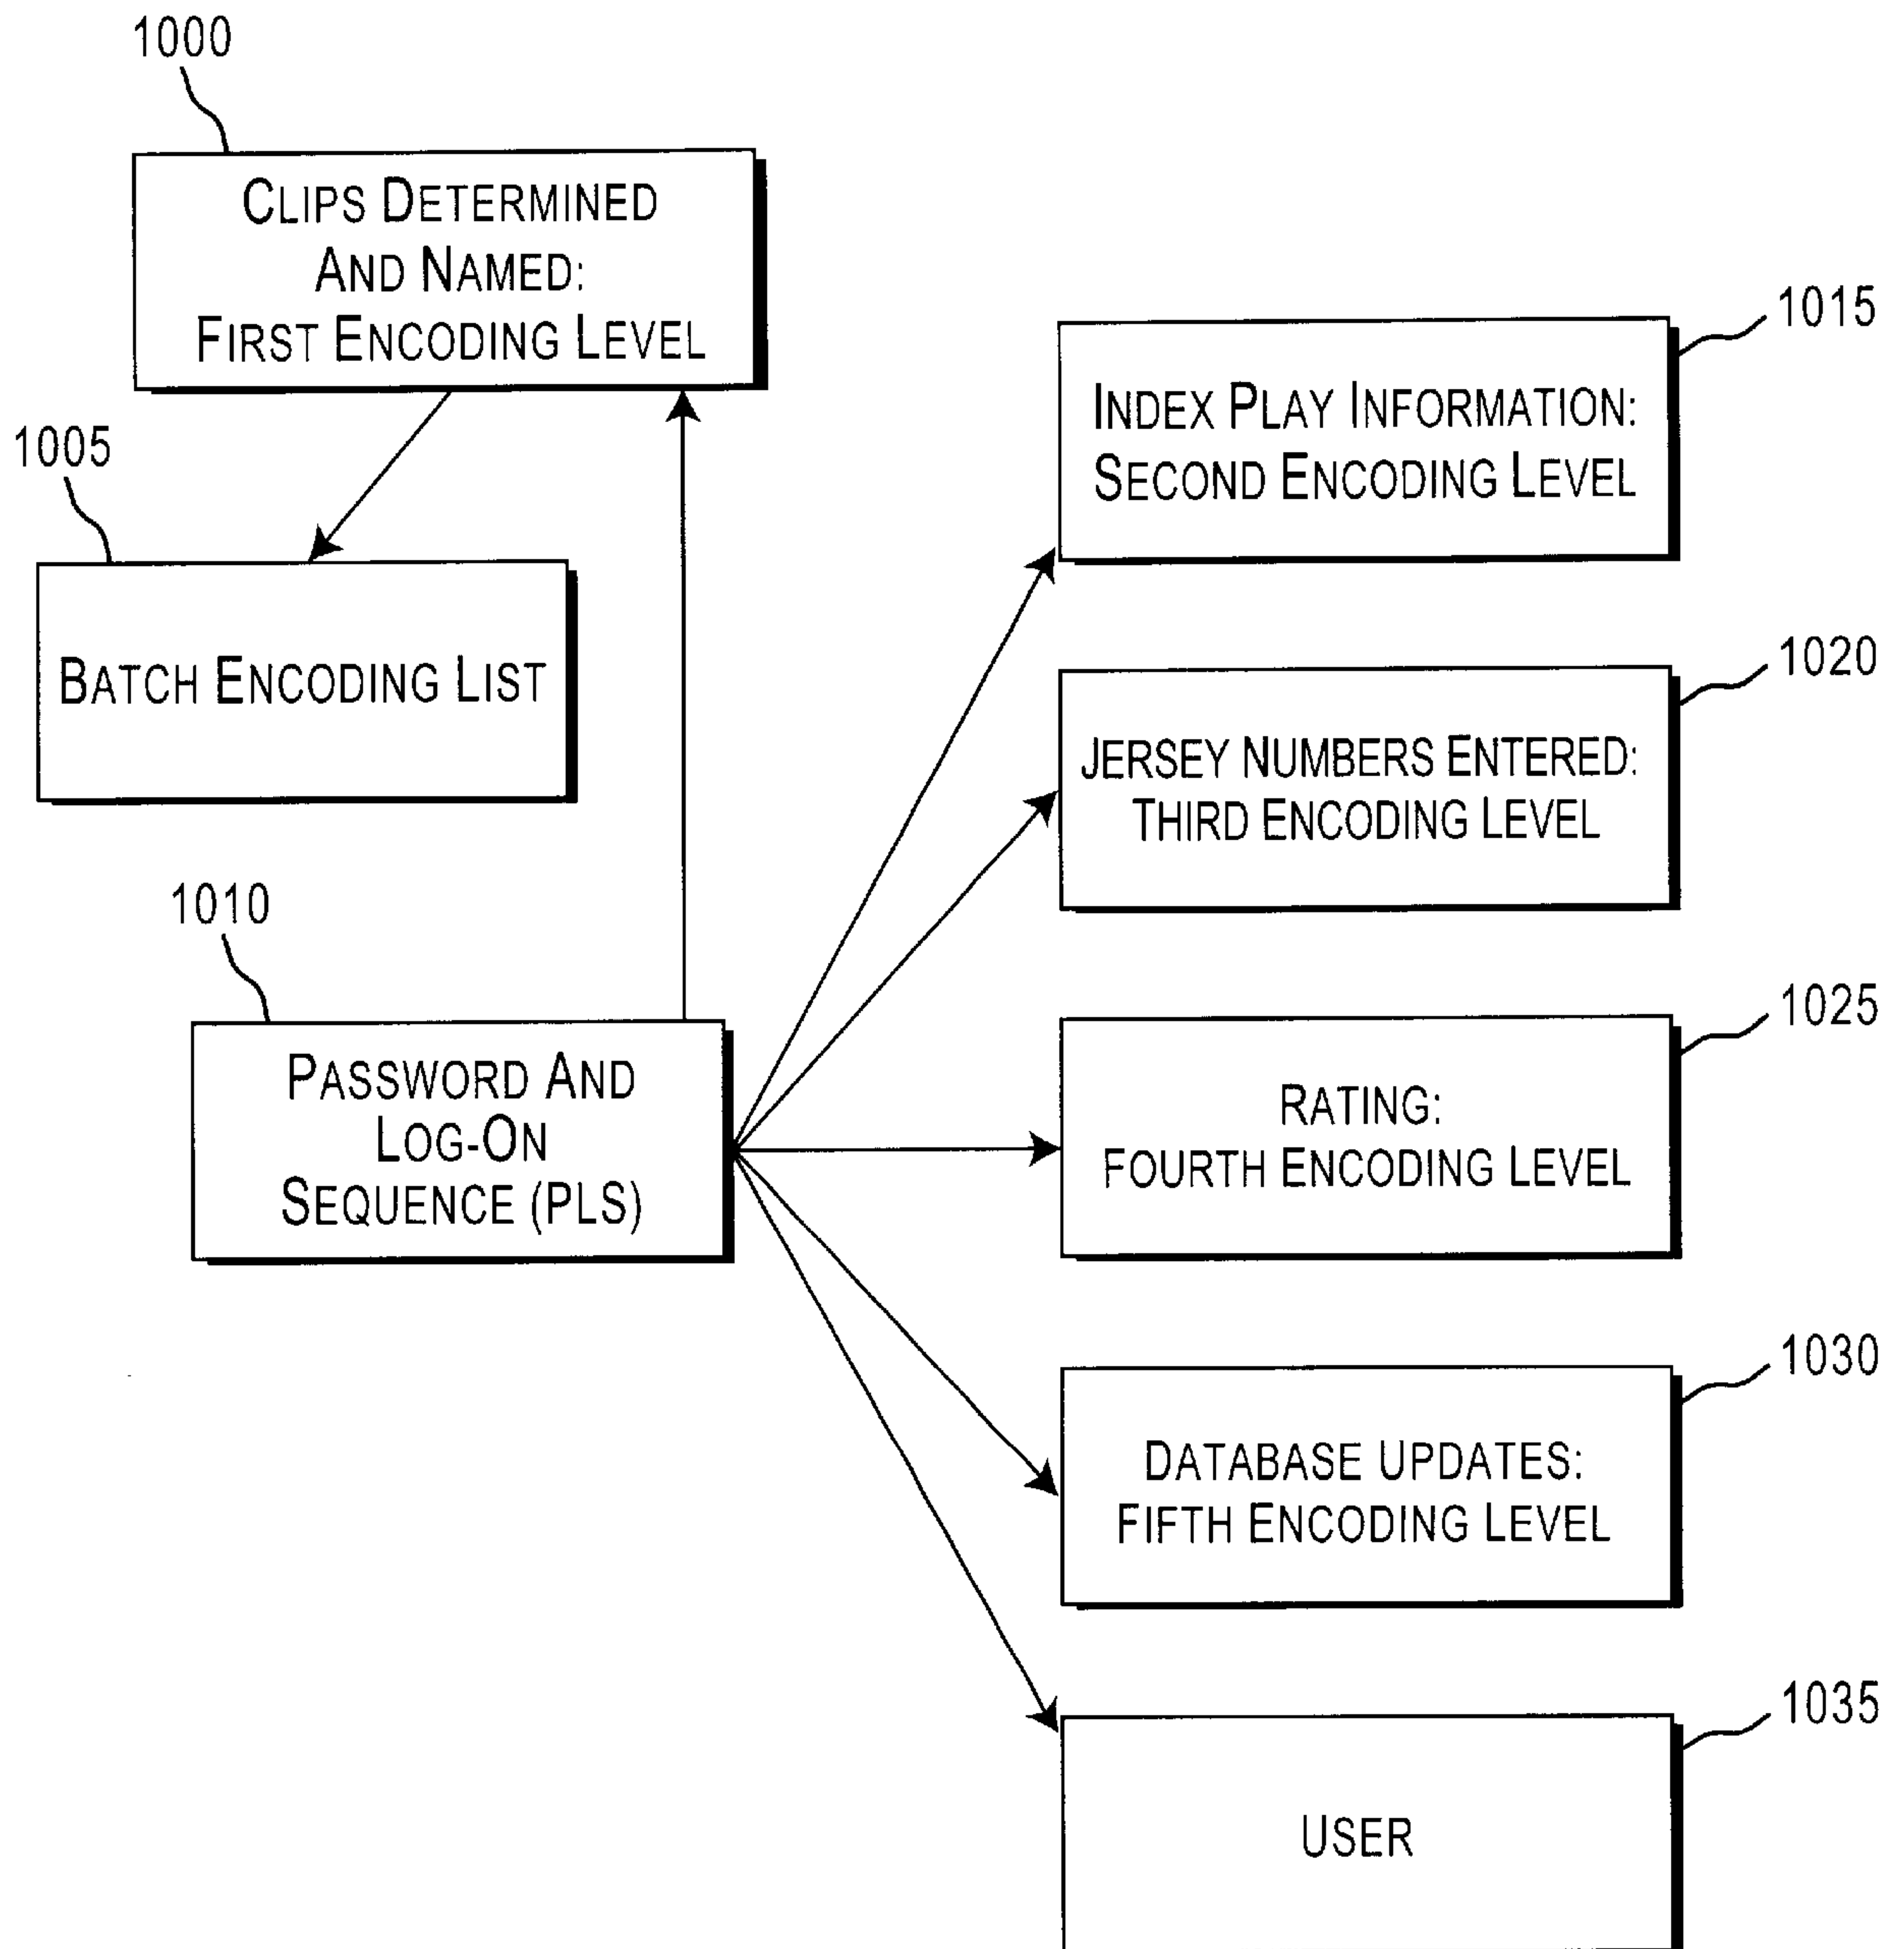 1000
CLIPS DETERMINED
AND NAMED:
FIRST ENCODING LEVEL
1005
BATCH ENCODING LIST
1010
PASSWORD AND
LOG-ON
SEQUENCE (PLS)
1015
INDEX PLAY INFORMATION:
SECOND ENCODING LEVEL
1020
JERSEY NUMBERS ENTERED:
THIRD ENCODING LEVEL
1025
RATING:
FOURTH ENCODING LEVEL
1030
DATABASE UPDATES:
FIFTH ENCODING LEVEL
1035
USER